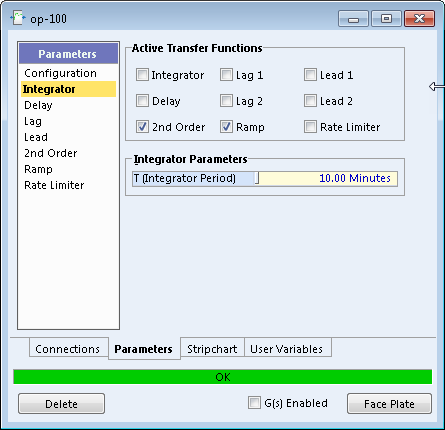 op-100
Parameters
Configuration
Integrator
Delay
Lag
Lead
2nd Order
Ramp
Rate Limiter
Active Transfer Functions
Integrator Lag 1 Lead 1
Delay Lag 2 Lead 2
2nd Order Ramp Rate Limiter
Integrator Parameters
T (Integrator Period) 10.00 Minutes
Connections Parameters Stripchart User Variables
OK
Delete G(s) Enabled Face Plate